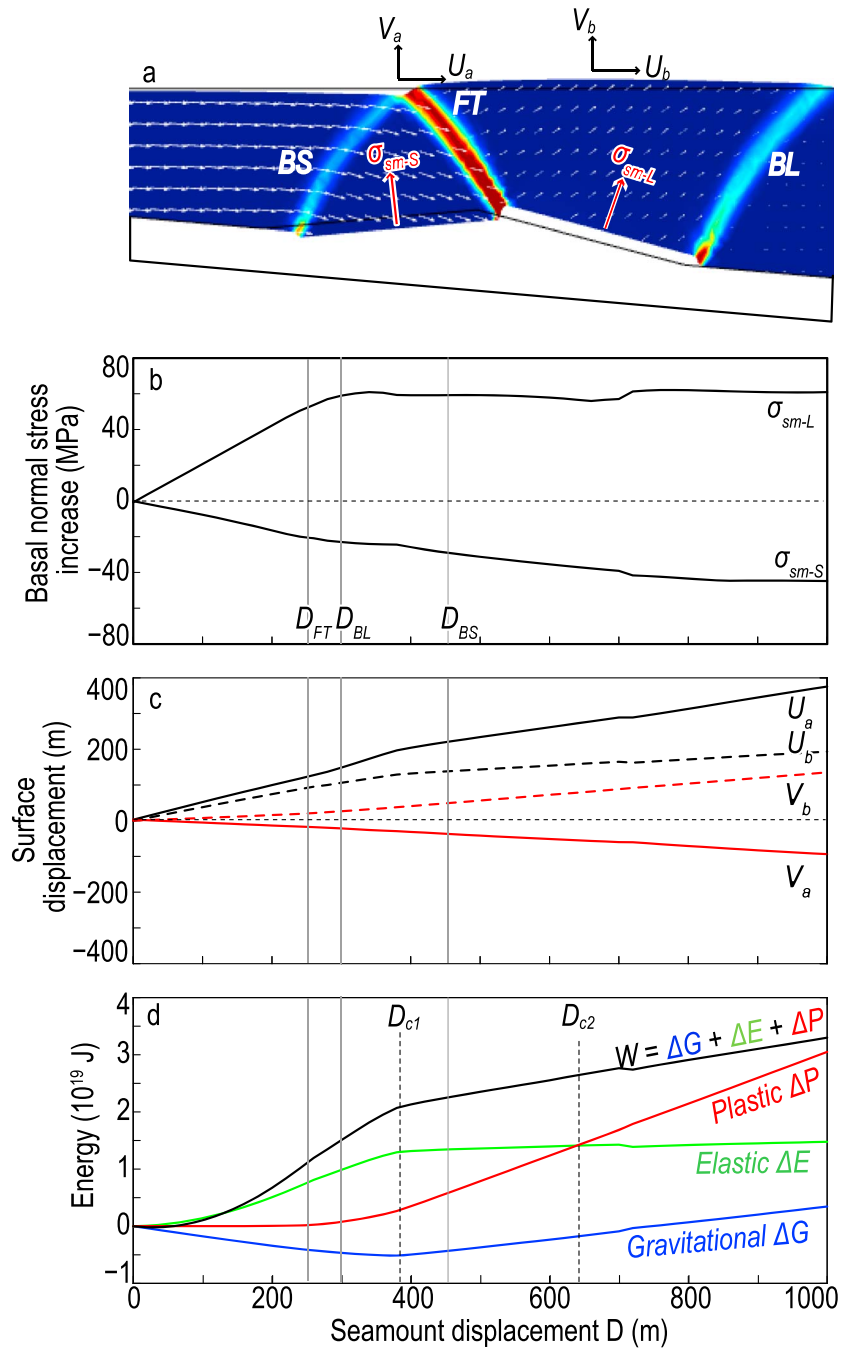 V_a
V_b
a
U_a
U_b
FT
BS
σ_sm-S
σ_sm-L
BL
80
b
40
σ_sm-L
0
−40
σ_sm-S
D_FT D_BL
D_BS
−80
Basal normal stress
increase (MPa)
400
c
U_a
200
U_b
V_b
0
V_a
−200
−400
Surface
displacement (m)
4
d
D_c1
D_c2
W = ΔG + ΔE + ΔP
3
Plastic ΔP
2
1
Elastic ΔE
0
Gravitational ΔG
−1
Energy (10¹⁹ J)
0 200 400 600 800 1000
Seamount displacement D (m)